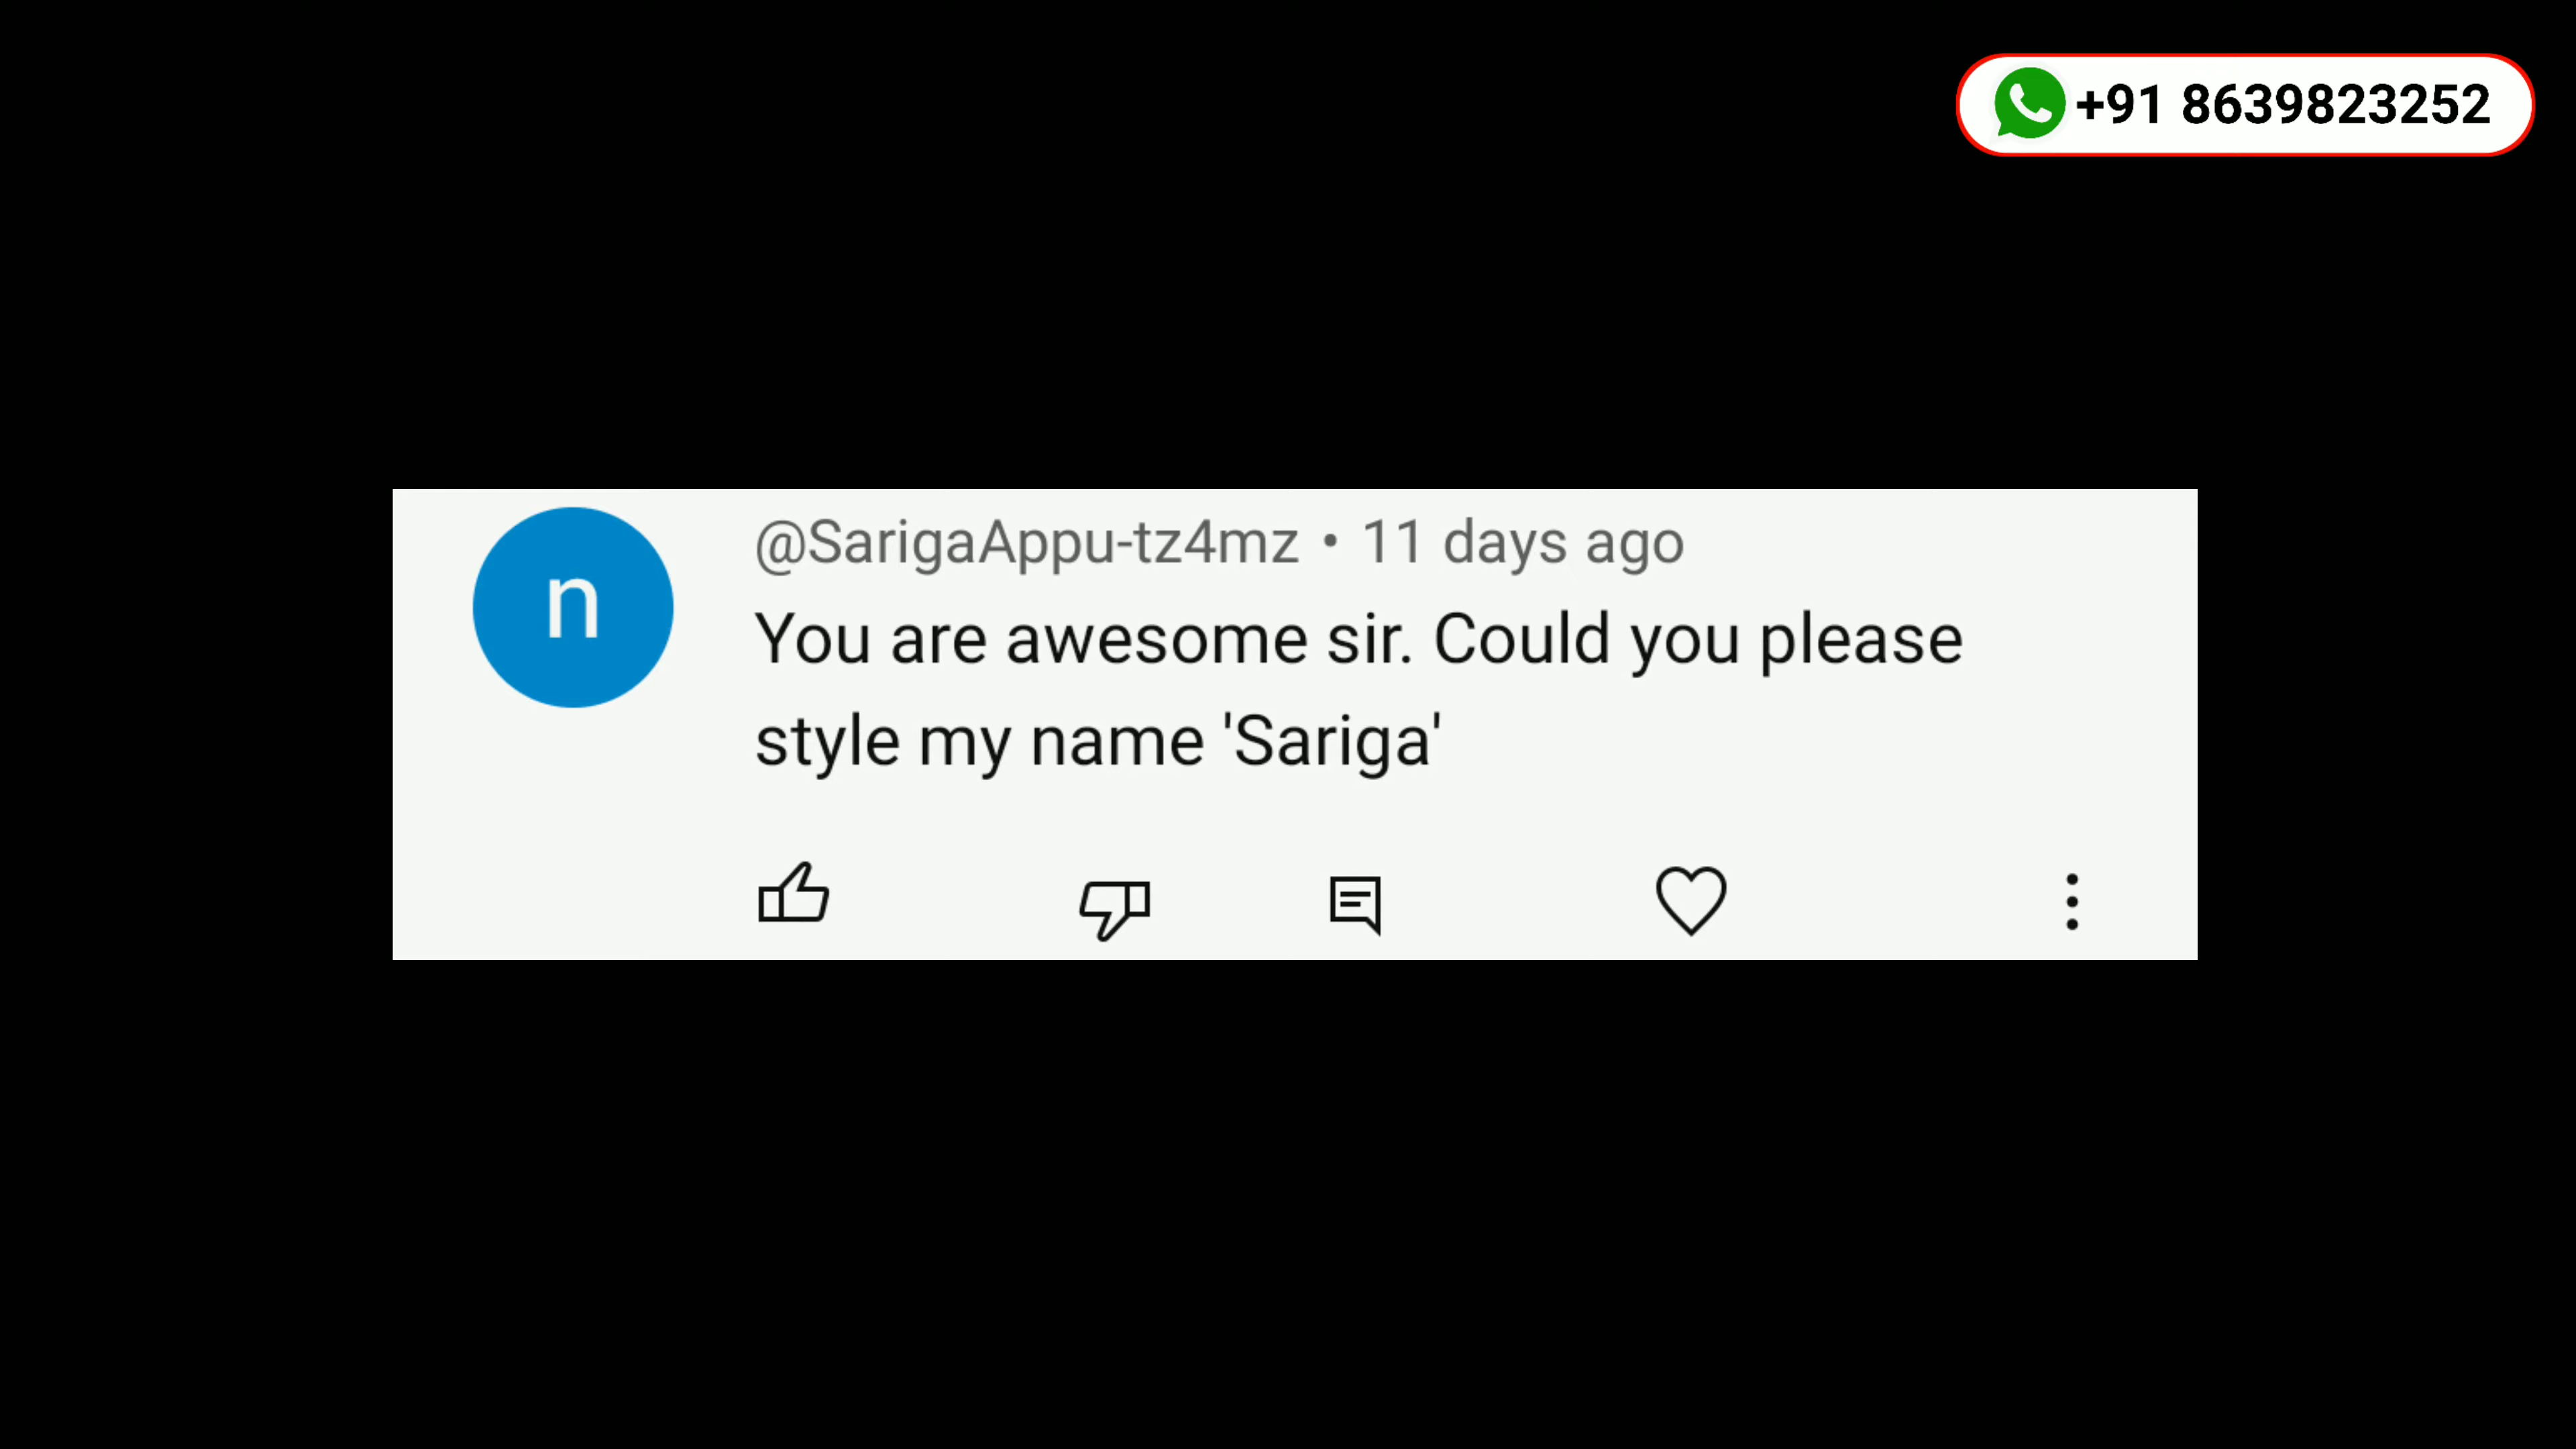 +91 8639823252
n
@SarigaAppu-tz4mz • 11 days ago
You are awesome sir. Could you please
style my name 'Sariga'